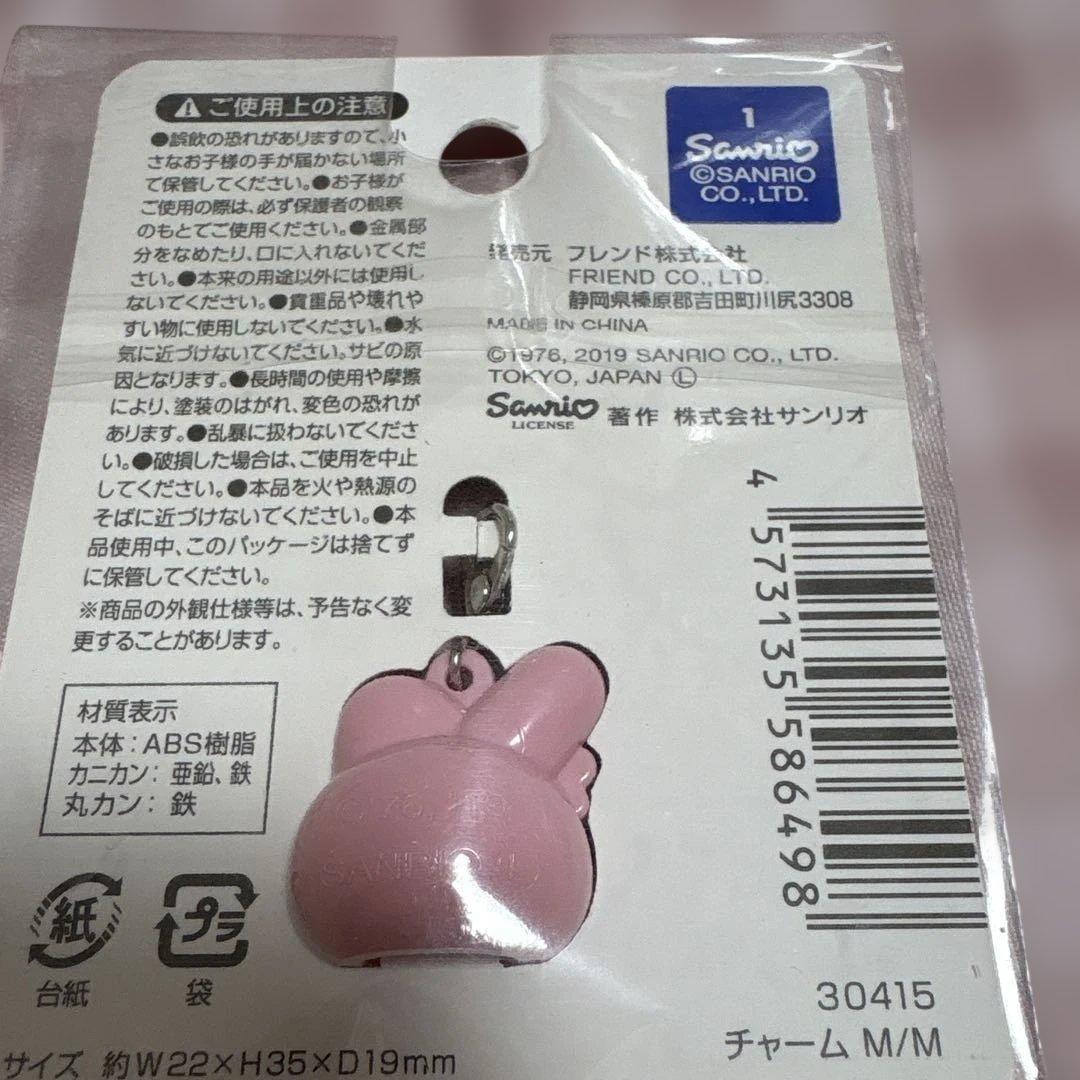 ⚠ご使用上の注意
●誤飲の恐れがありますので、小
さなお子様の手が届かない場所
で保管してください。●お子様が
ご使用の際は、必ず保護者の観察
のもとでご使用ください。●金属部
分をなめたり、口に入れないでくだ
さい。●本来の用途以外には使用し
ないでください。●貴重品や壊れや
すい物に使用しないでください。●水
気に近づけないでください。サビの原
因となります。●長時間の使用や摩擦
により、塗装のはがれ、変色の恐れが
あります。●乱暴に扱わないでくださ
い。●破損した場合は、ご使用を中止
してください。●本品を火や熱源の
そばに近づけないでください。●本
品使用中、このパッケージは捨てず
に保管してください。
※商品の外観仕様等は、予告なく変
更することがあります。
材質表示
本体：ABS樹脂
カニカン：亜鉛、鉄
丸カン：鉄
紙
台紙
プラ
袋
サイズ 約W22×H35×D19mm
1
Sanrio
©SANRIO
CO.,LTD.
発売元 フレンド株式会社
FRIEND CO., LTD.
静岡県榛原郡吉田町川尻3308
MADE IN CHINA
©1976, 2019 SANRIO CO., LTD.
TOKYO, JAPAN Ⓛ
Sanrio
LICENSE
著作 株式会社サンリオ
4 573135 586498
SANRIO
30415
チャーム M/M